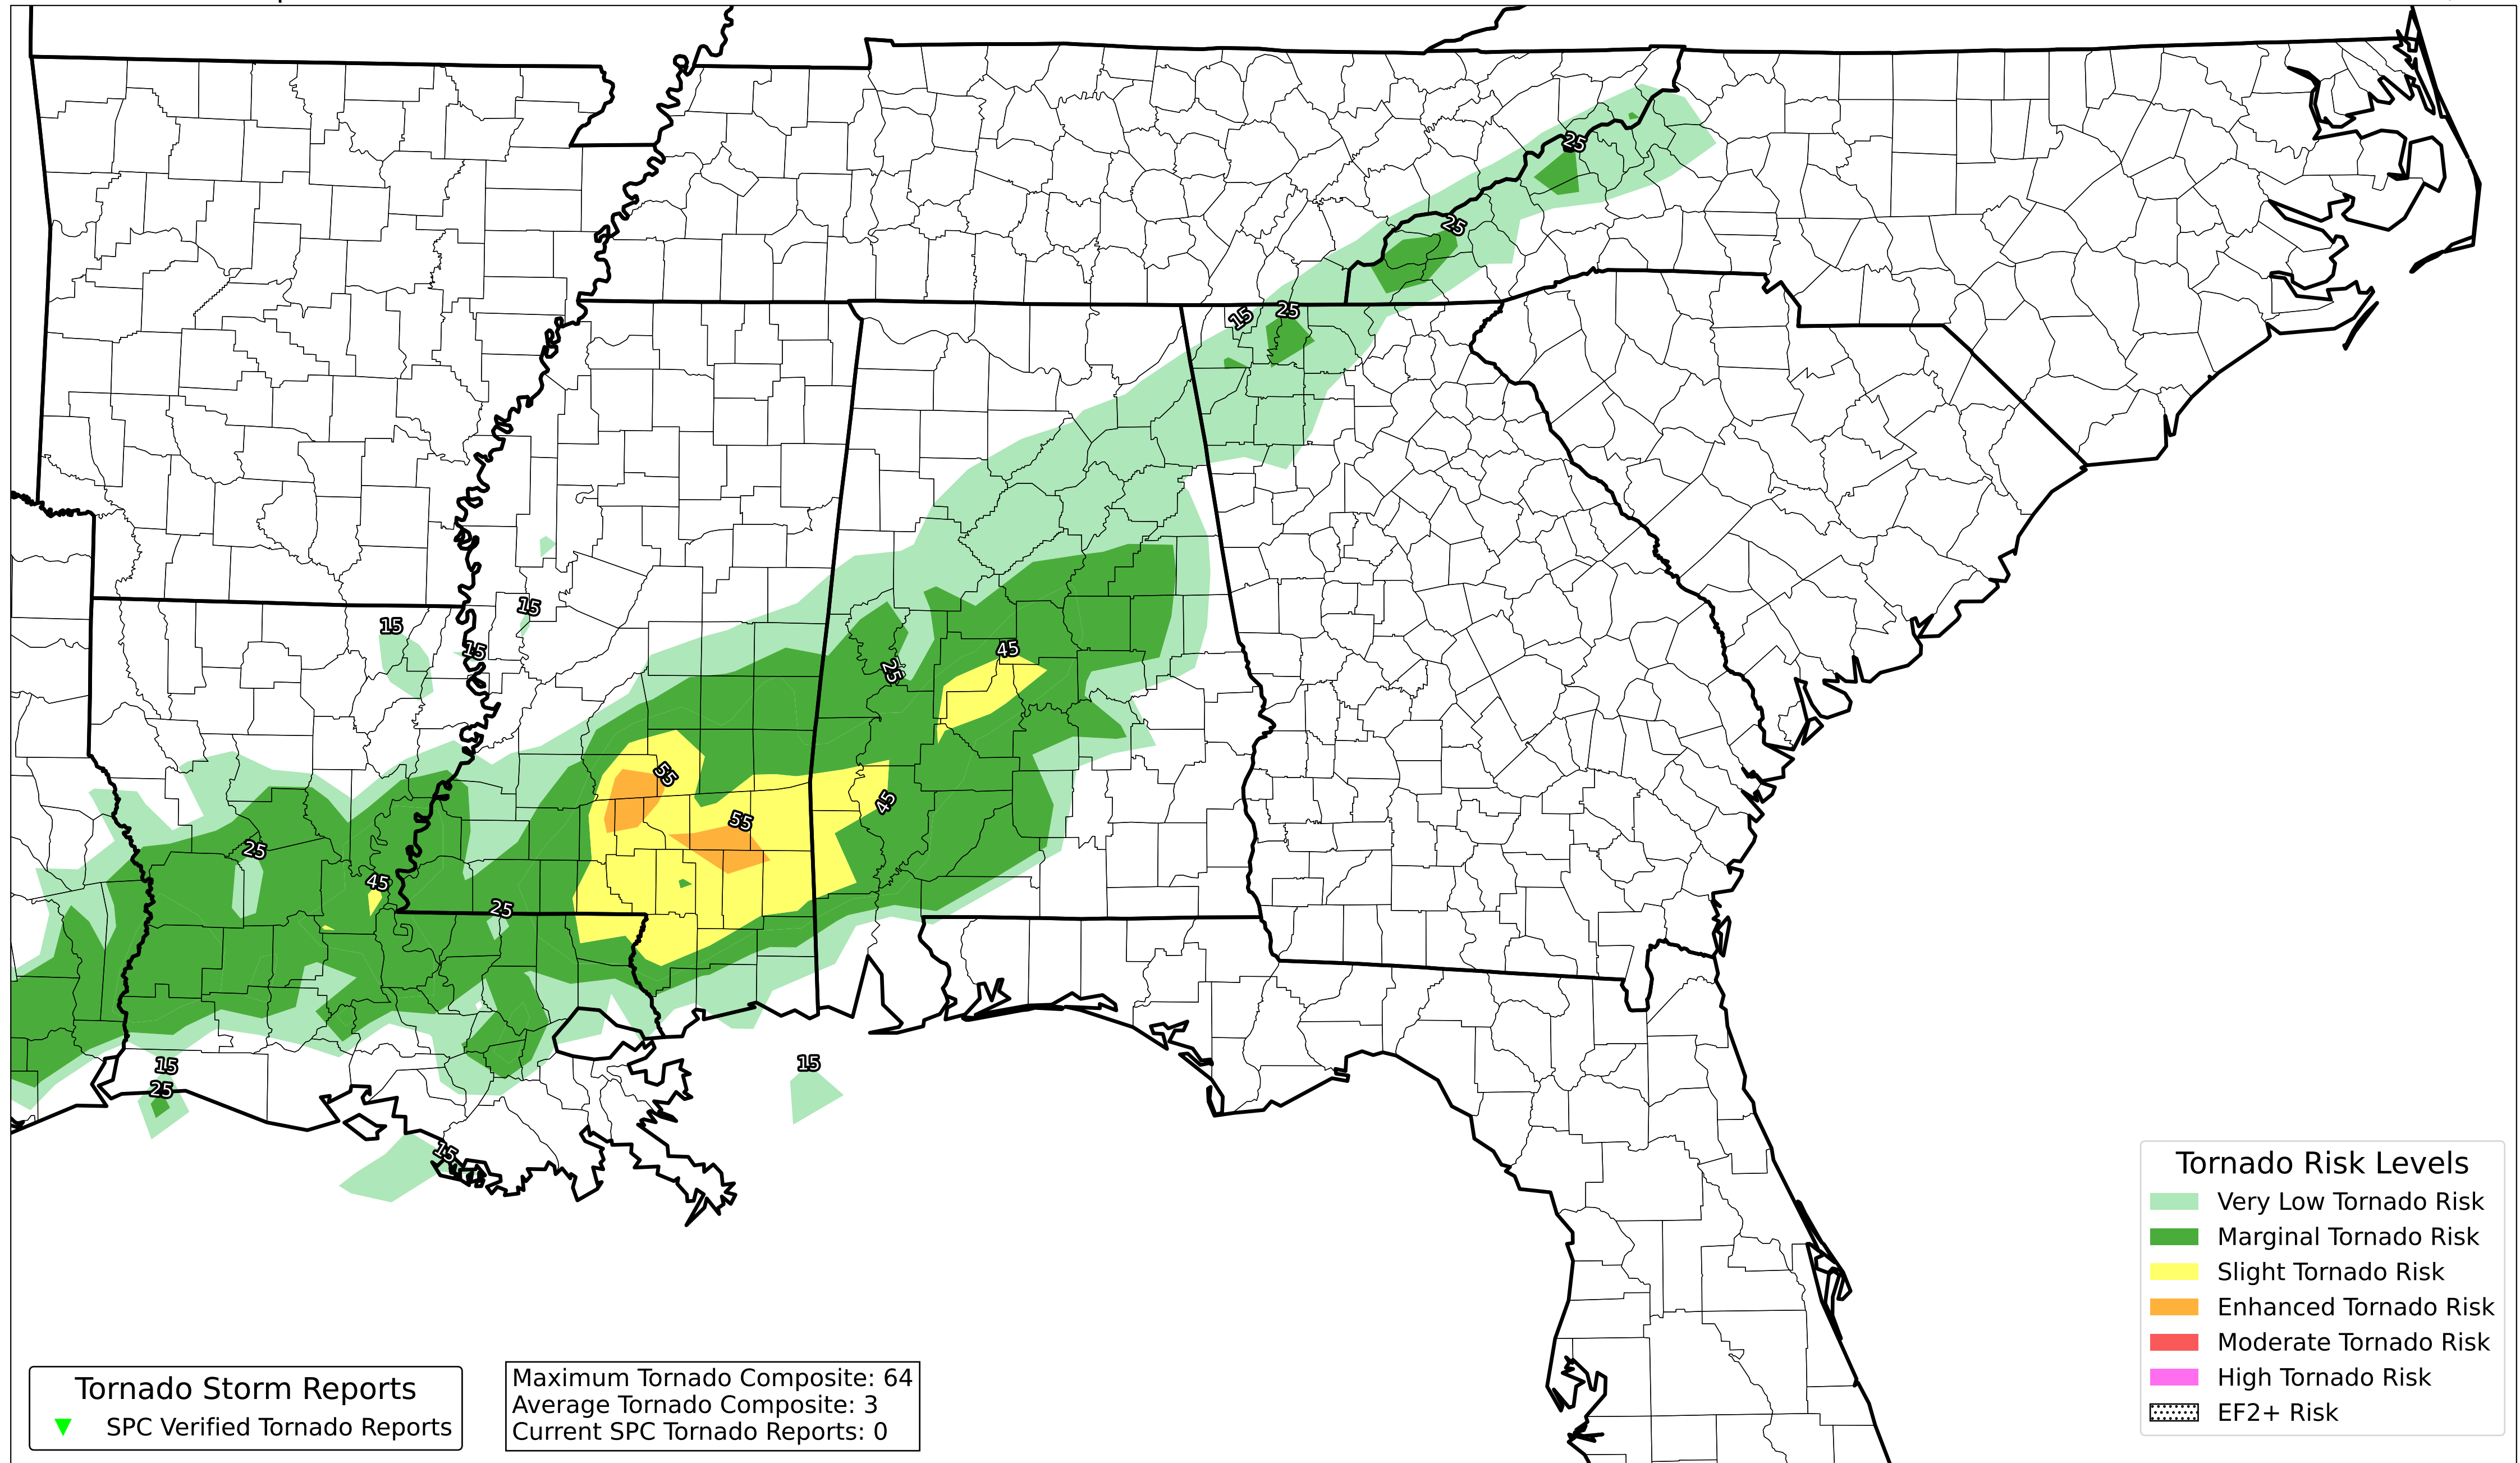 25
25
15
25
15
15
15
25
45
55
55
45
25
45
25
15
25
15
15
Tornado Risk Levels
Very Low Tornado Risk
Marginal Tornado Risk
Slight Tornado Risk
Enhanced Tornado Risk
Moderate Tornado Risk
High Tornado Risk
EF2+ Risk
Tornado Storm Reports
SPC Verified Tornado Reports
Maximum Tornado Composite: 64
Average Tornado Composite: 3
Current SPC Tornado Reports: 0